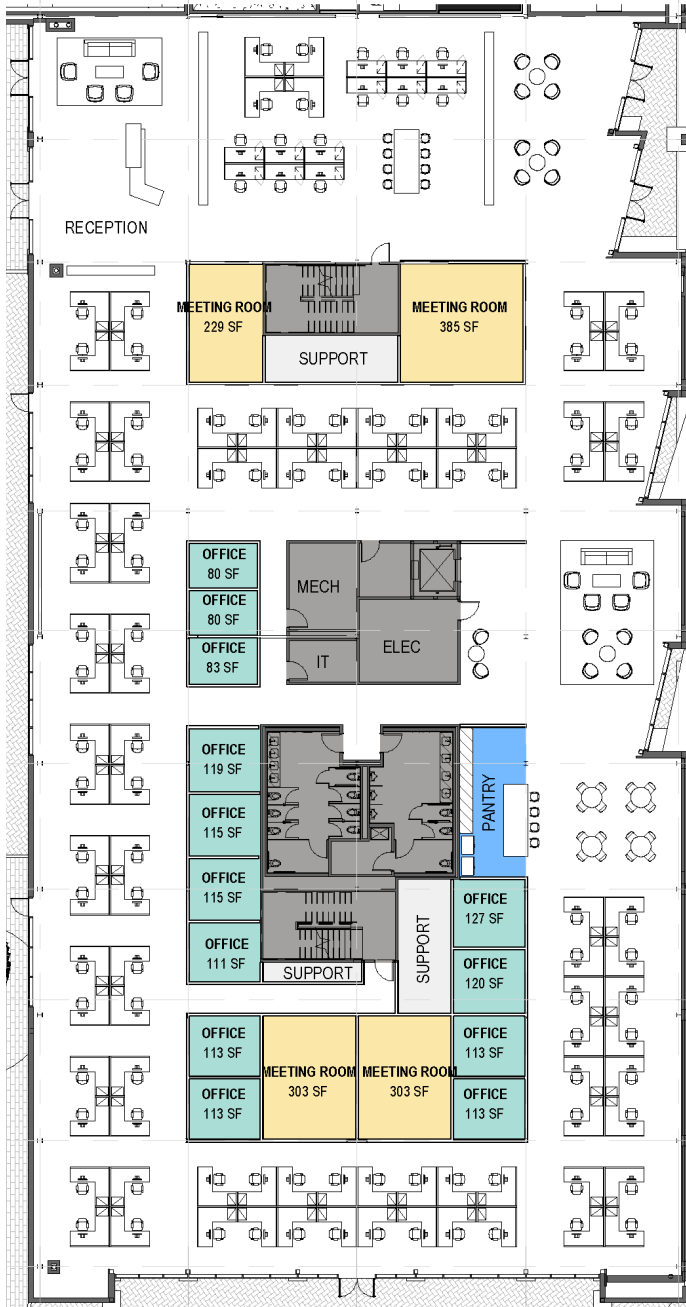 RECEPTION
MEETING ROOM
229 SF
SUPPORT
MEETING ROOM
385 SF
OFFICE
80 SF
OFFICE
80 SF
OFFICE
83 SF
MECH
IT
ELEC
OFFICE
119 SF
OFFICE
115 SF
OFFICE
115 SF
OFFICE
111 SF
PANTRY
SUPPORT
SUPPORT
OFFICE
127 SF
OFFICE
120 SF
OFFICE
113 SF
OFFICE
113 SF
MEETING ROOM
303 SF
MEETING ROOM
303 SF
OFFICE
113 SF
OFFICE
113 SF